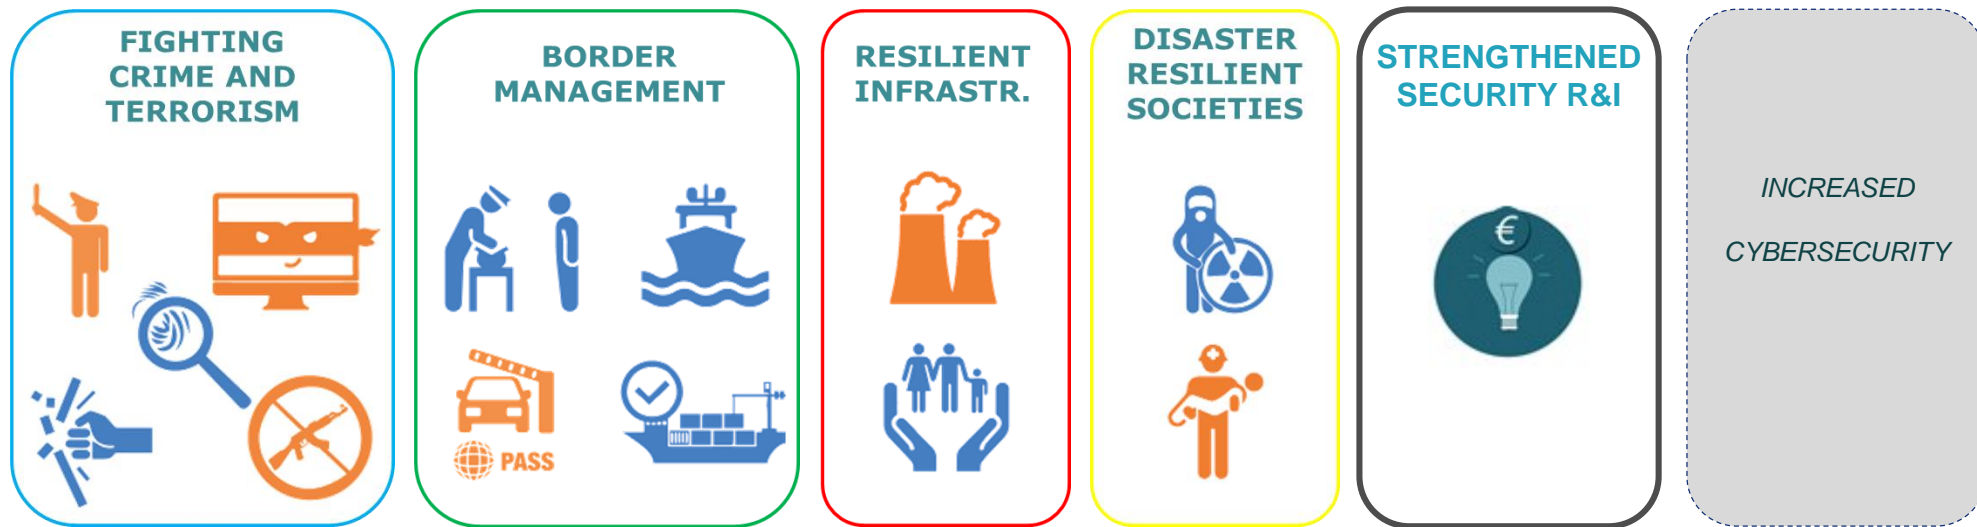 FIGHTING
CRIME AND
TERRORISM
BORDER
MANAGEMENT
PASS
RESILIENT
INFRASTR.
DISASTER
RESILIENT
SOCIETIES
STRENGTHENED
SECURITY R&I
€
INCREASED
CYBERSECURITY